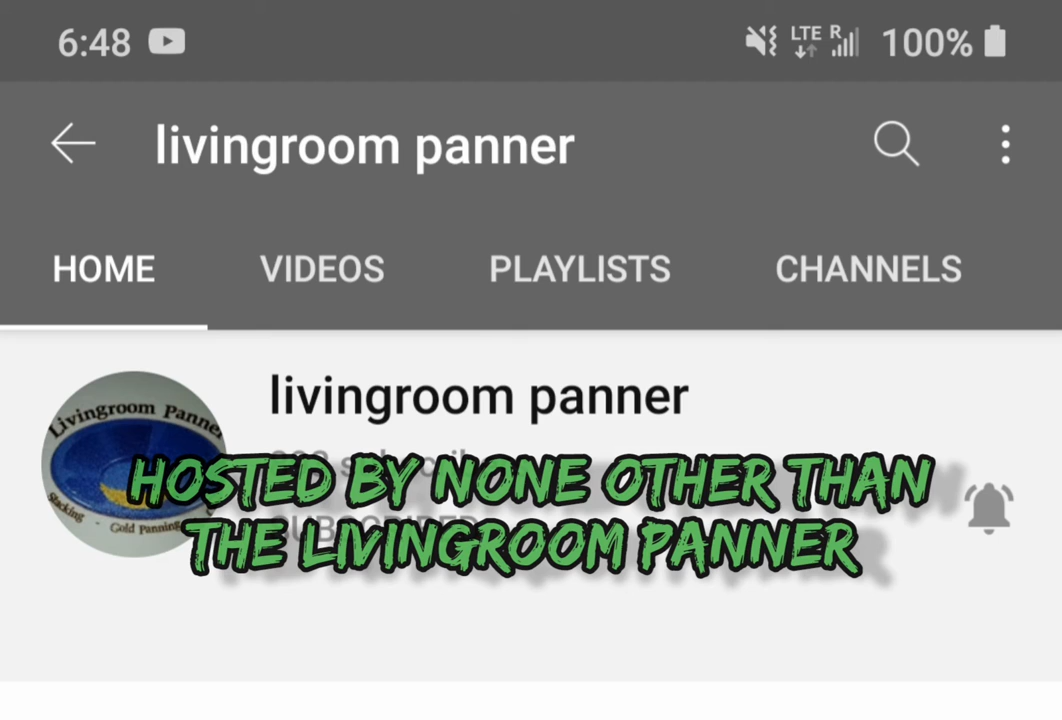 6:48 LTE R 100%
livingroom panner
HOME VIDEOS PLAYLISTS CHANNELS
livingroom panner
Livingroom Panner
Stacking - Gold Panning
HOSTED BY NONE OTHER THAN
THE LIVINGROOM PANNER